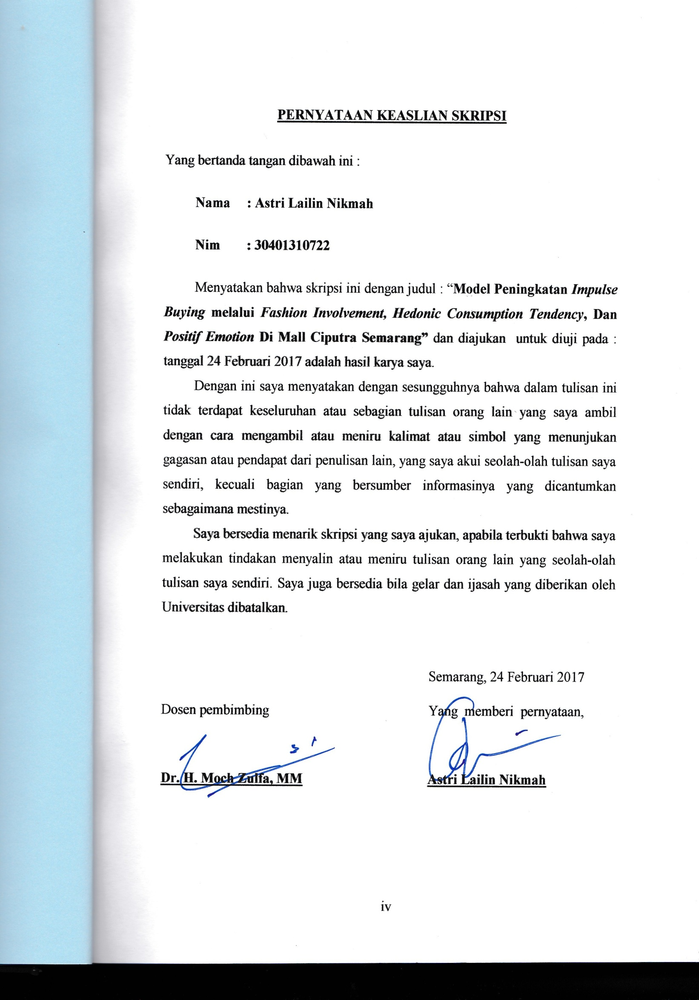 PERNYATAAN KEASLIAN SKRIPSI
Yang bertanda tangan dibawah ini :
Nama : Astri Lailin Nikmah
Nim : 30401310722
Menyatakan bahwa skripsi ini dengan judul : “Model Peningkatan Impulse
Buying melalui Fashion Involvement, Hedonic Consumption Tendency, Dan
Positif Emotion Di Mall Ciputra Semarang” dan diajukan untuk diuji pada :
tanggal 24 Februari 2017 adalah hasil karya saya.
Dengan ini saya menyatakan dengan sesungguhnya bahwa dalam tulisan ini
tidak terdapat keseluruhan atau sebagian tulisan orang lain yang saya ambil
dengan cara mengambil atau meniru kalimat atau simbol yang menunjukan
gagasan atau pendapat dari penulisan lain, yang saya akui seolah-olah tulisan saya
sendiri, kecuali bagian yang bersumber informasinya yang dicantumkan
sebagaimana mestinya.
Saya bersedia menarik skripsi yang saya ajukan, apabila terbukti bahwa saya
melakukan tindakan menyalin atau meniru tulisan orang lain yang seolah-olah
tulisan saya sendiri. Saya juga bersedia bila gelar dan ijasah yang diberikan oleh
Universitas dibatalkan.
Semarang, 24 Februari 2017
Dosen pembimbing Yang memberi pernyataan,
Dr. H. Moch Zulfa, MM Astri Lailin Nikmah
iv